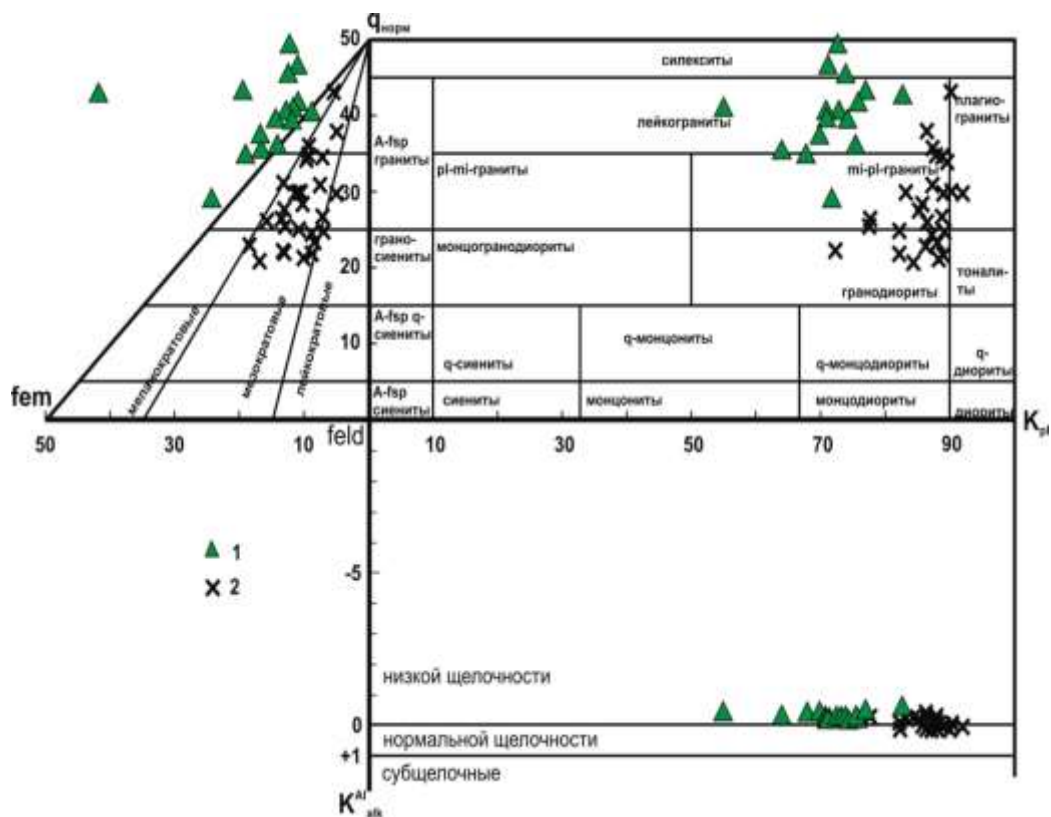 qнорм
50
силекситы
40
A-fsp
граниты
лейкограниты
плагио-
граниты
30
pl-mi-граниты
mi-pl-граниты
20
грано-
сиениты
монцогранодиориты
гранодиориты
тонали-
ты
меланократовые
мезократовые
лейкократовые
10
A-fsp q-
сиениты
q-сиениты
q-монцониты
q-монцодиориты
q-
диориты
fem
A-fsp
сиениты
сиениты
монцониты
монцодиориты
диориты
50
30
10
feld
10
30
50
70
90
Kpl
1
2
-5
низкой щелочности
0
нормальной щелочности
+1
субщелочные